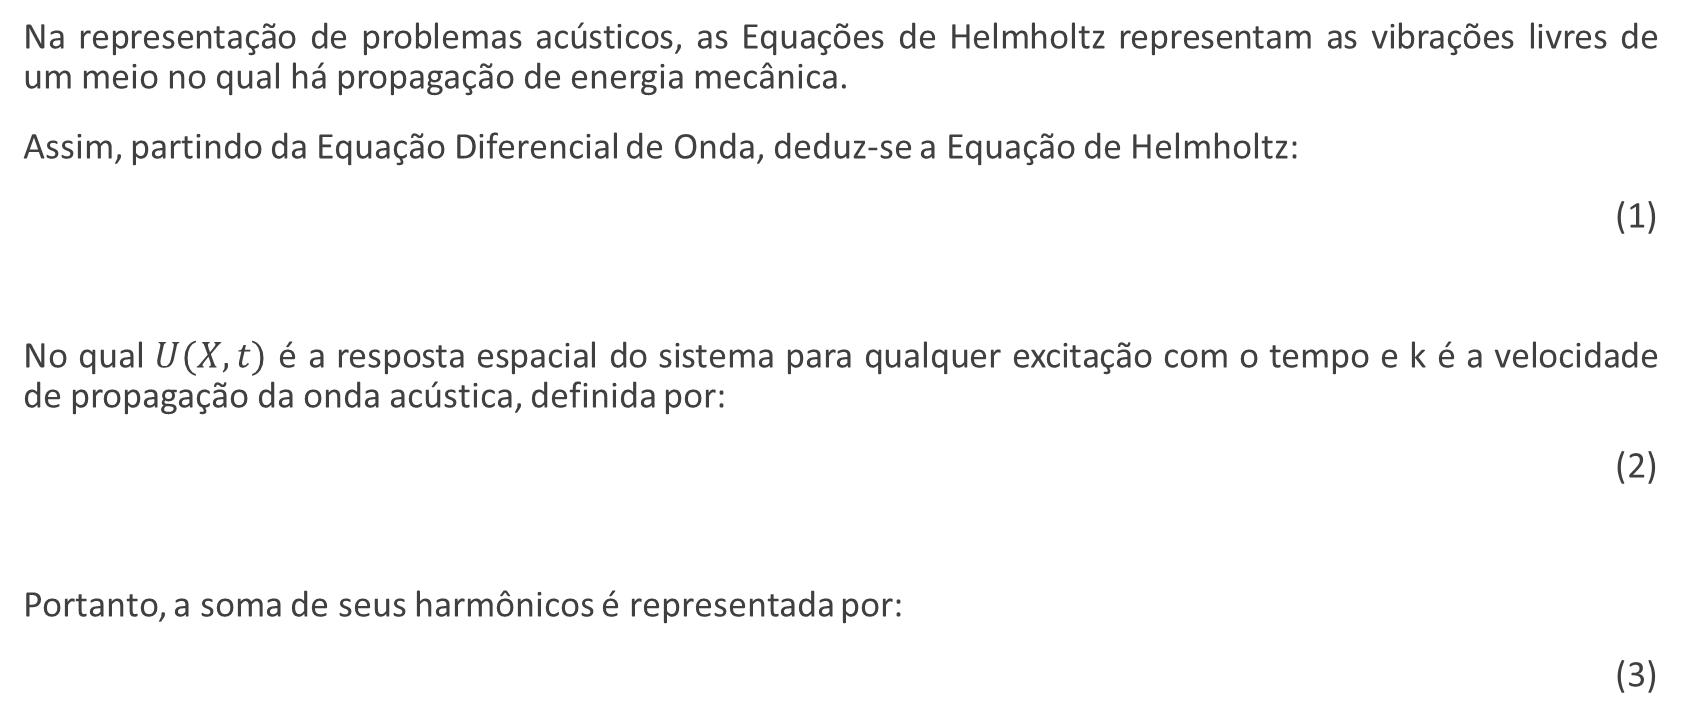 Na representação de problemas acústicos, as Equações de Helmholtz representam as vibrações livres de
um meio no qual há propagação de energia mecânica.
Assim, partindo da Equação Diferencial de Onda, deduz-se a Equação de Helmholtz:
(1)
No qual U(X, t) é a resposta espacial do sistema para qualquer excitação com o tempo e k é a velocidade
de propagação da onda acústica, definida por:
(2)
Portanto, a soma de seus harmônicos é representada por:
(3)